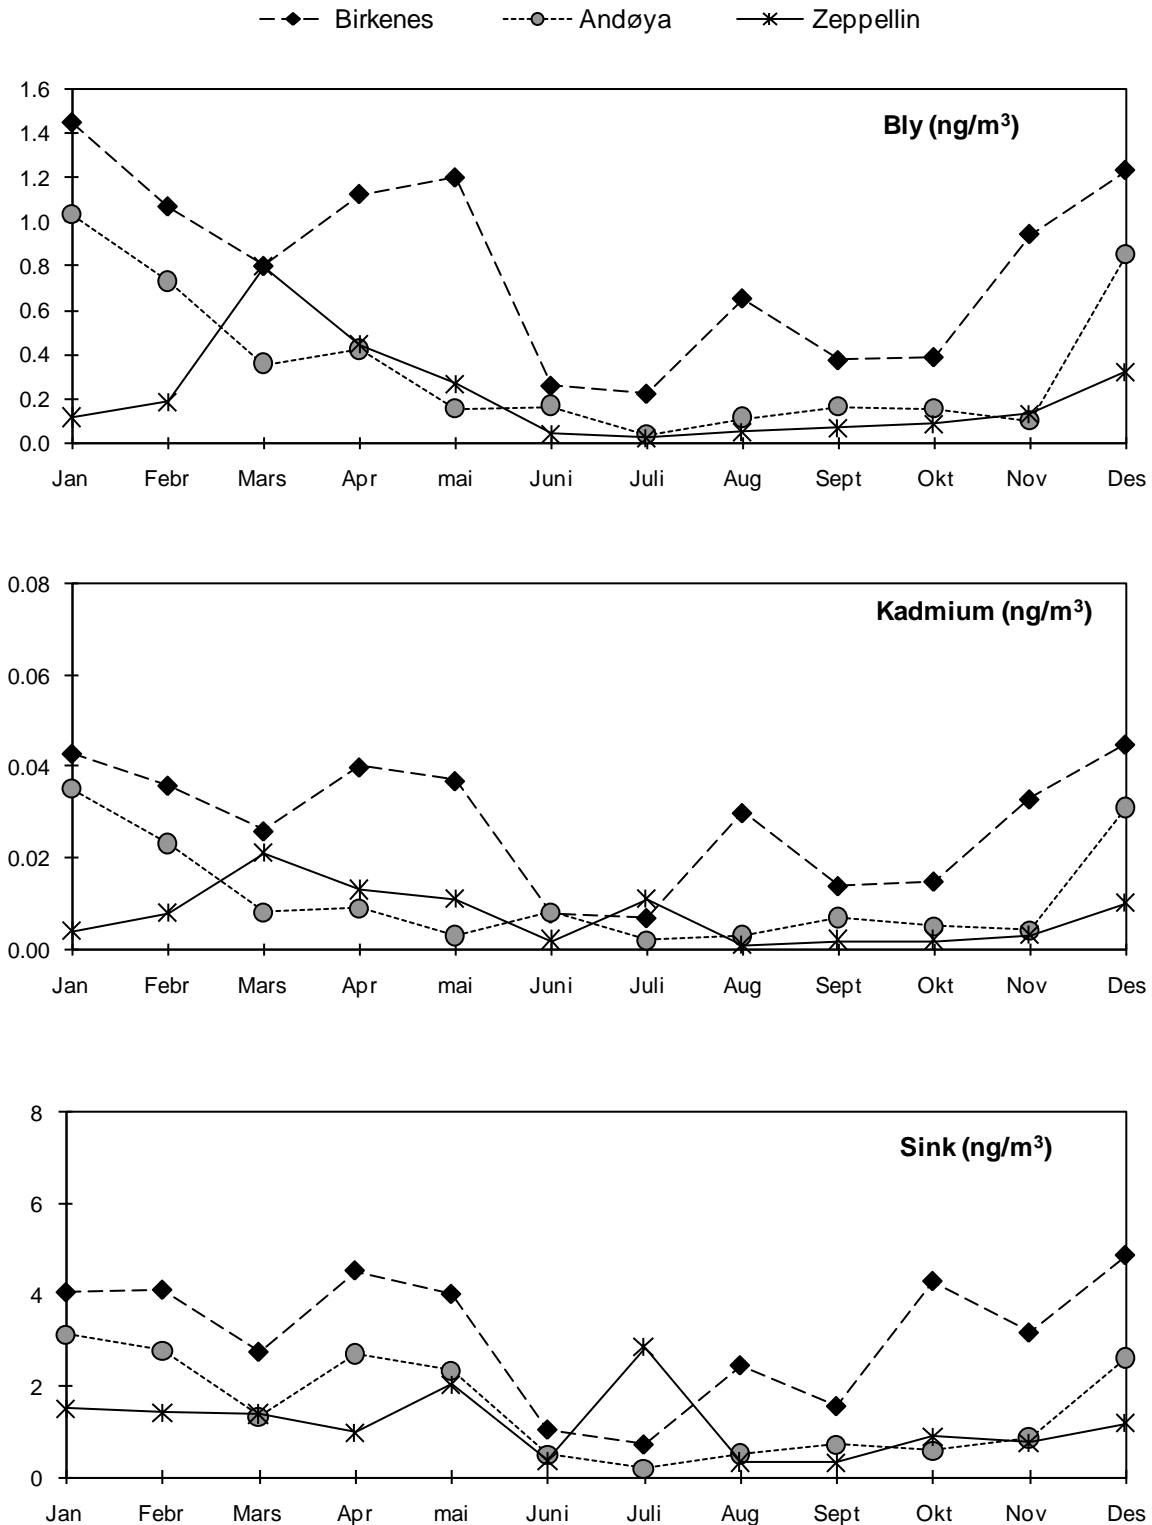 Birkenes Andøya Zeppellin
Bly (ng/m³)
1.6
1.4
1.2
1.0
0.8
0.6
0.4
0.2
0.0
Jan Febr Mars Apr mai Juni Juli Aug Sept Okt Nov Des
Kadmium (ng/m³)
0.08
0.06
0.04
0.02
0.00
Jan Febr Mars Apr mai Juni Juli Aug Sept Okt Nov Des
Sink (ng/m³)
8
6
4
2
0
Jan Febr Mars Apr mai Juni Juli Aug Sept Okt Nov Des